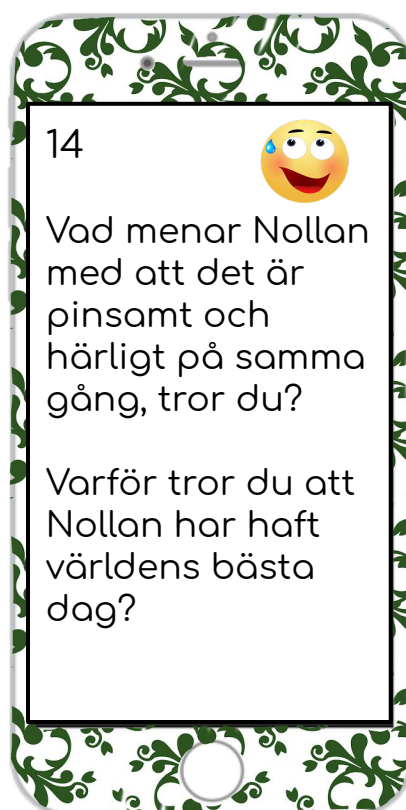 14
Vad menar Nollan
med att det är
pinsamt och
härligt på samma
gång, tror du?
Varför tror du att
Nollan har haft
världens bästa
dag?